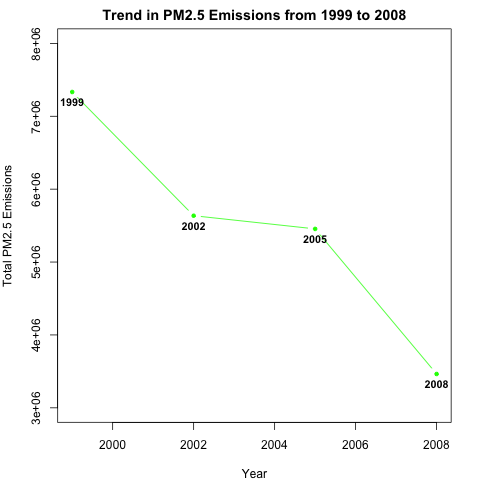 Trend in PM2.5 Emissions from 1999 to 2008
Total PM2.5 Emissions
8e+06
7e+06
6e+06
5e+06
4e+06
3e+06
1999
2002
2005
2008
2000 2002 2004 2006 2008
Year